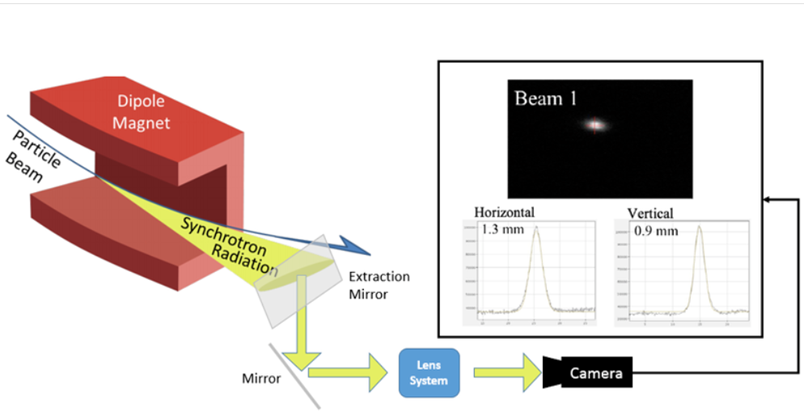 Dipole
Magnet
Particle
Beam
Synchrotron
Radiation
Extraction
Mirror
Mirror
Lens
System
Camera
Beam 1
Horizontal
1.3 mm
Vertical
0.9 mm